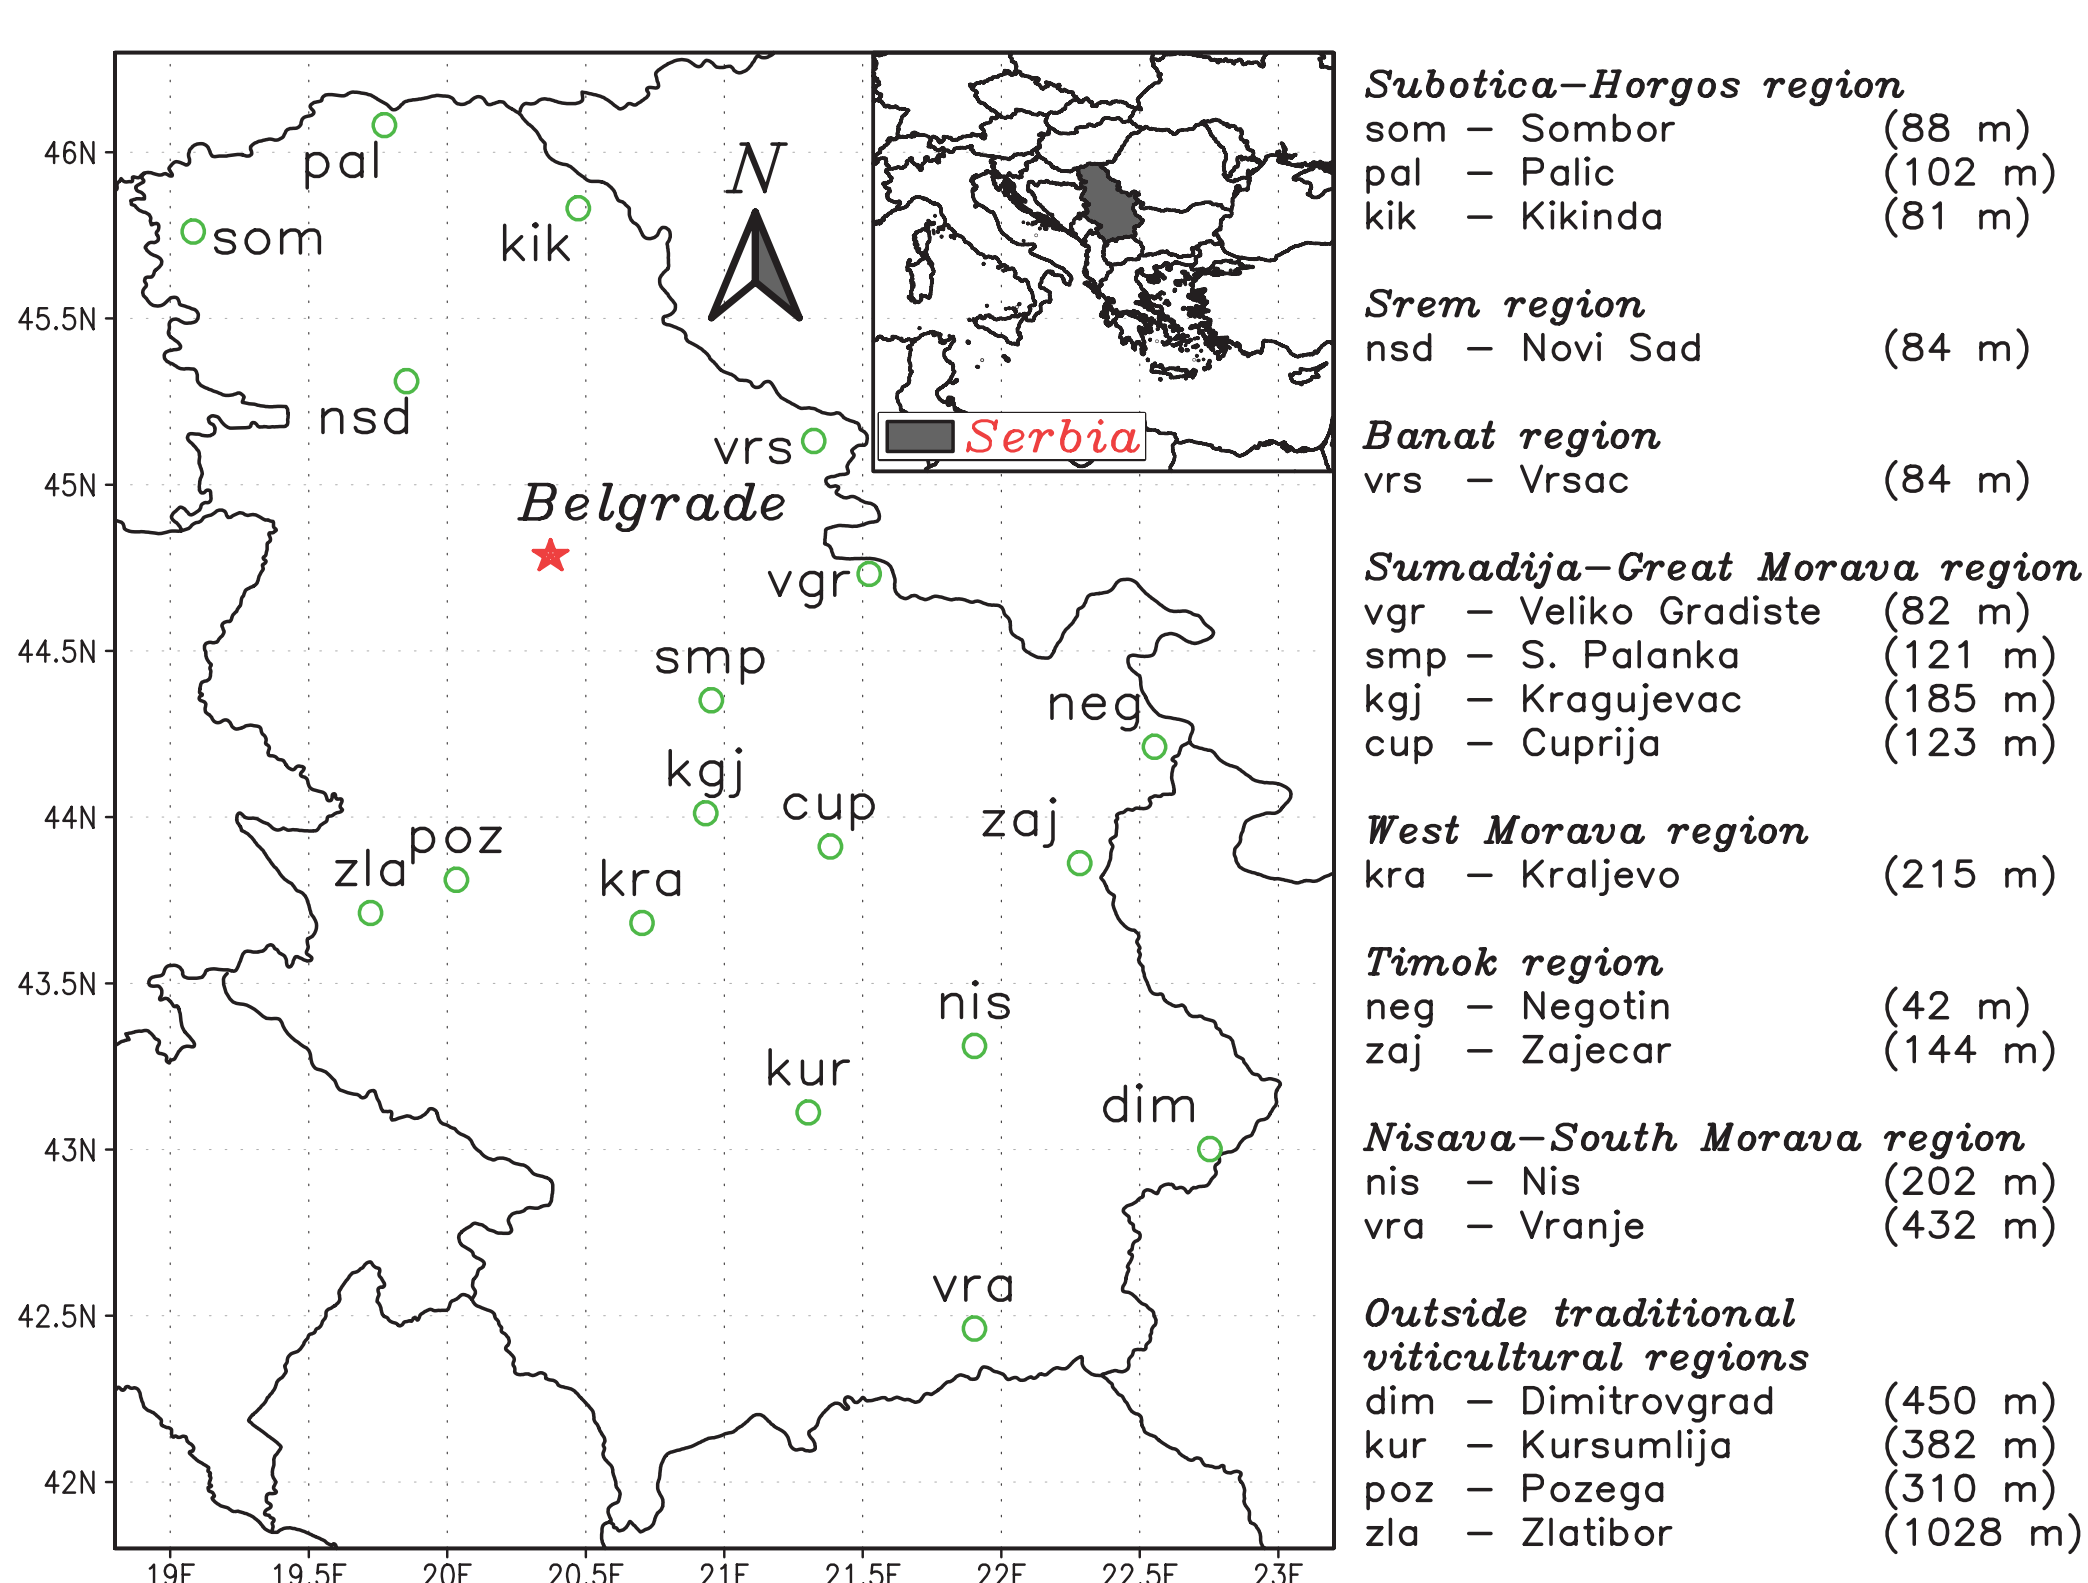 N
46N
45.5N
45N
44.5N
44N
43.5N
43N
42.5N
42N
19E
19.5E
20E
20.5E
21E
21.5E
22E
22.5E
23E
pal
som
kik
nsd
vrs
Belgrade
vgr
smp
neg
kgj
cup
zaj
poz
zla
kra
nis
kur
dim
vra
Serbia
Subotica-Horgos region
som - Sombor (88 m)
pal - Palic (102 m)
kik - Kikinda (81 m)
Srem region
nsd - Novi Sad (84 m)
Banat region
vrs - Vrsac (84 m)
Sumadija-Great Morava region
vgr - Veliko Gradiste (82 m)
smp - S. Palanka (121 m)
kgj - Kragujevac (185 m)
cup - Cuprija (123 m)
West Morava region
kra - Kraljevo (215 m)
Timok region
neg - Negotin (42 m)
zaj - Zajecar (144 m)
Nisava-South Morava region
nis - Nis (202 m)
vra - Vranje (432 m)
Outside traditional
viticultural regions
dim - Dimitrovgrad (450 m)
kur - Kursumlija (382 m)
poz - Pozega (310 m)
zla - Zlatibor (1028 m)